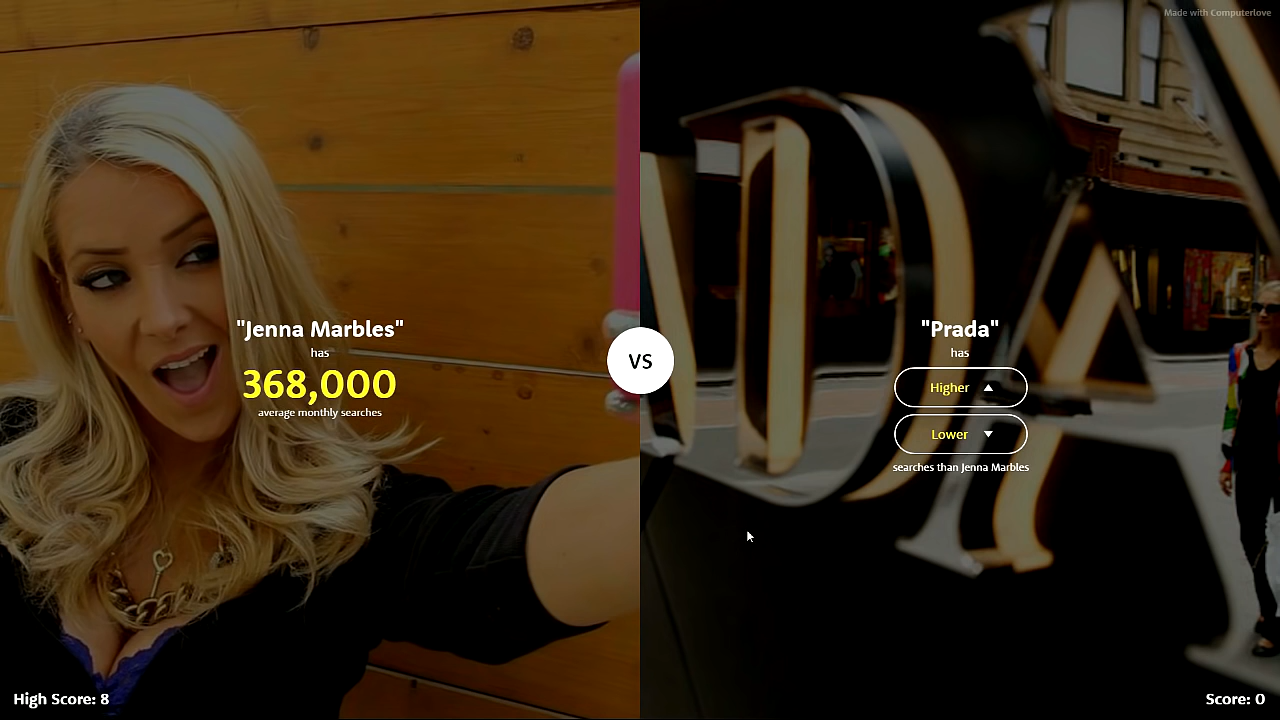 Made with Computerlove
"Jenna Marbles"
has
368,000
average monthly searches
VS
"Prada"
has
Higher
Lower
searches than Jenna Marbles
High Score: 8
Score: 0